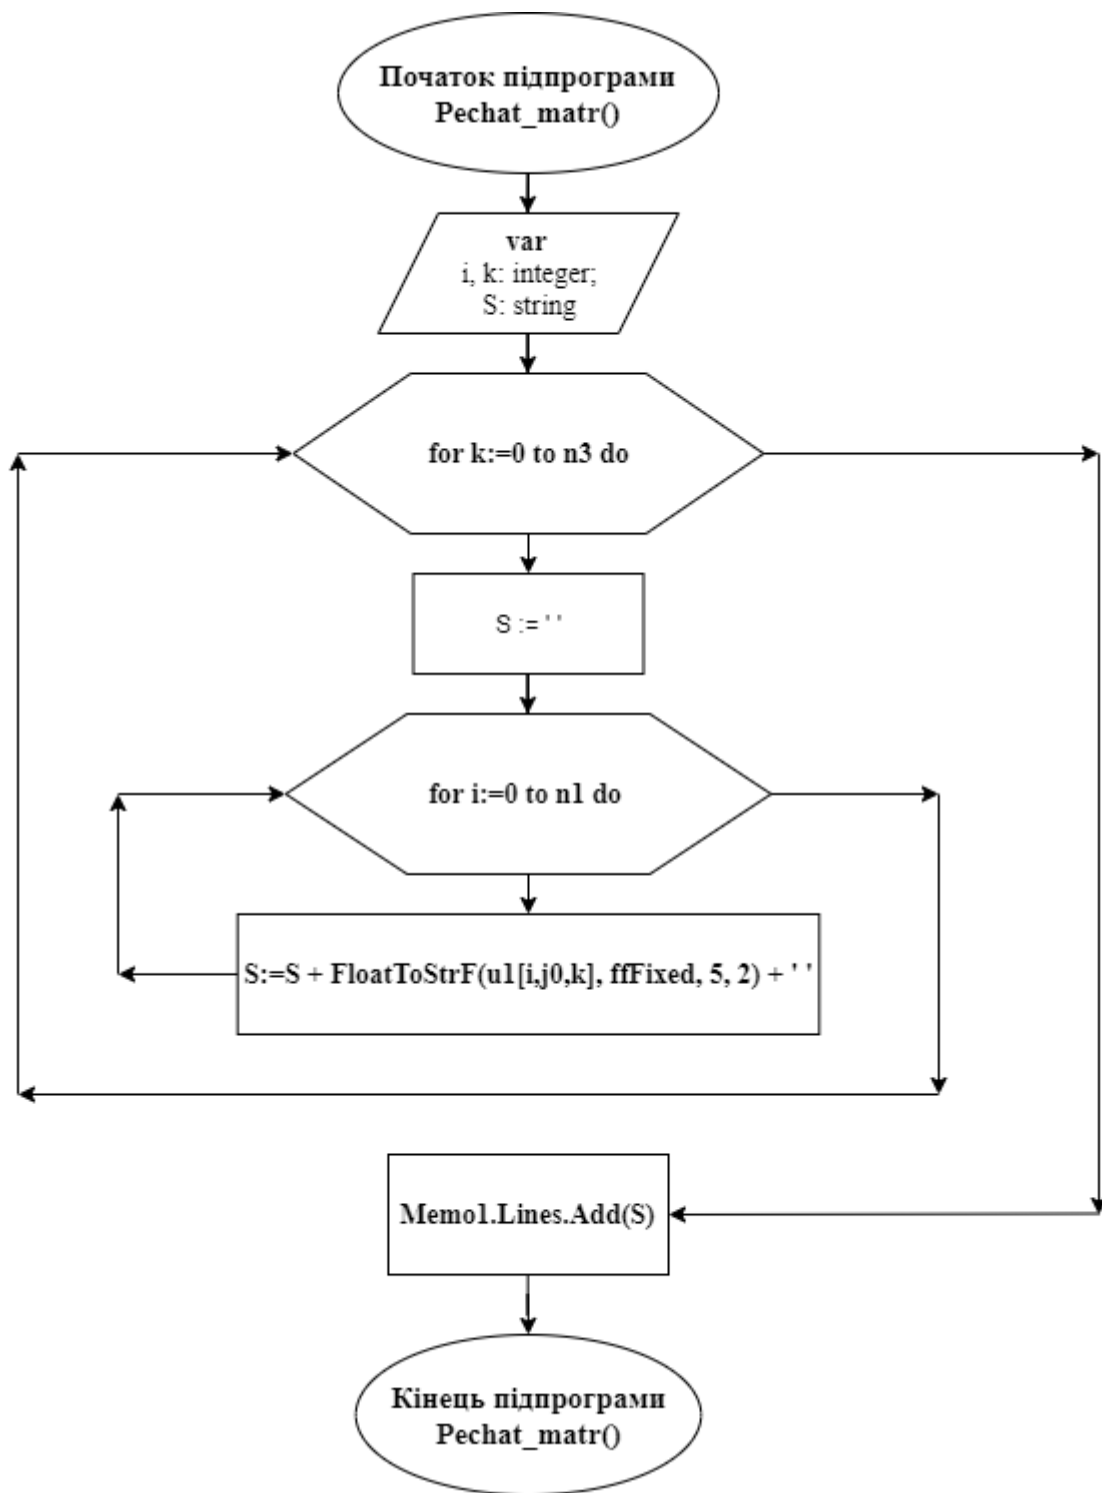 Початок підпрограми
Pechat_matr()
var
i, k: integer;
S: string
for k:=0 to n3 do
S := ' '
for i:=0 to n1 do
S:=S + FloatToStrF(u1[i,j0,k], ffFixed, 5, 2) + ' '
Memo1.Lines.Add(S)
Кінець підпрограми
Pechat_matr()